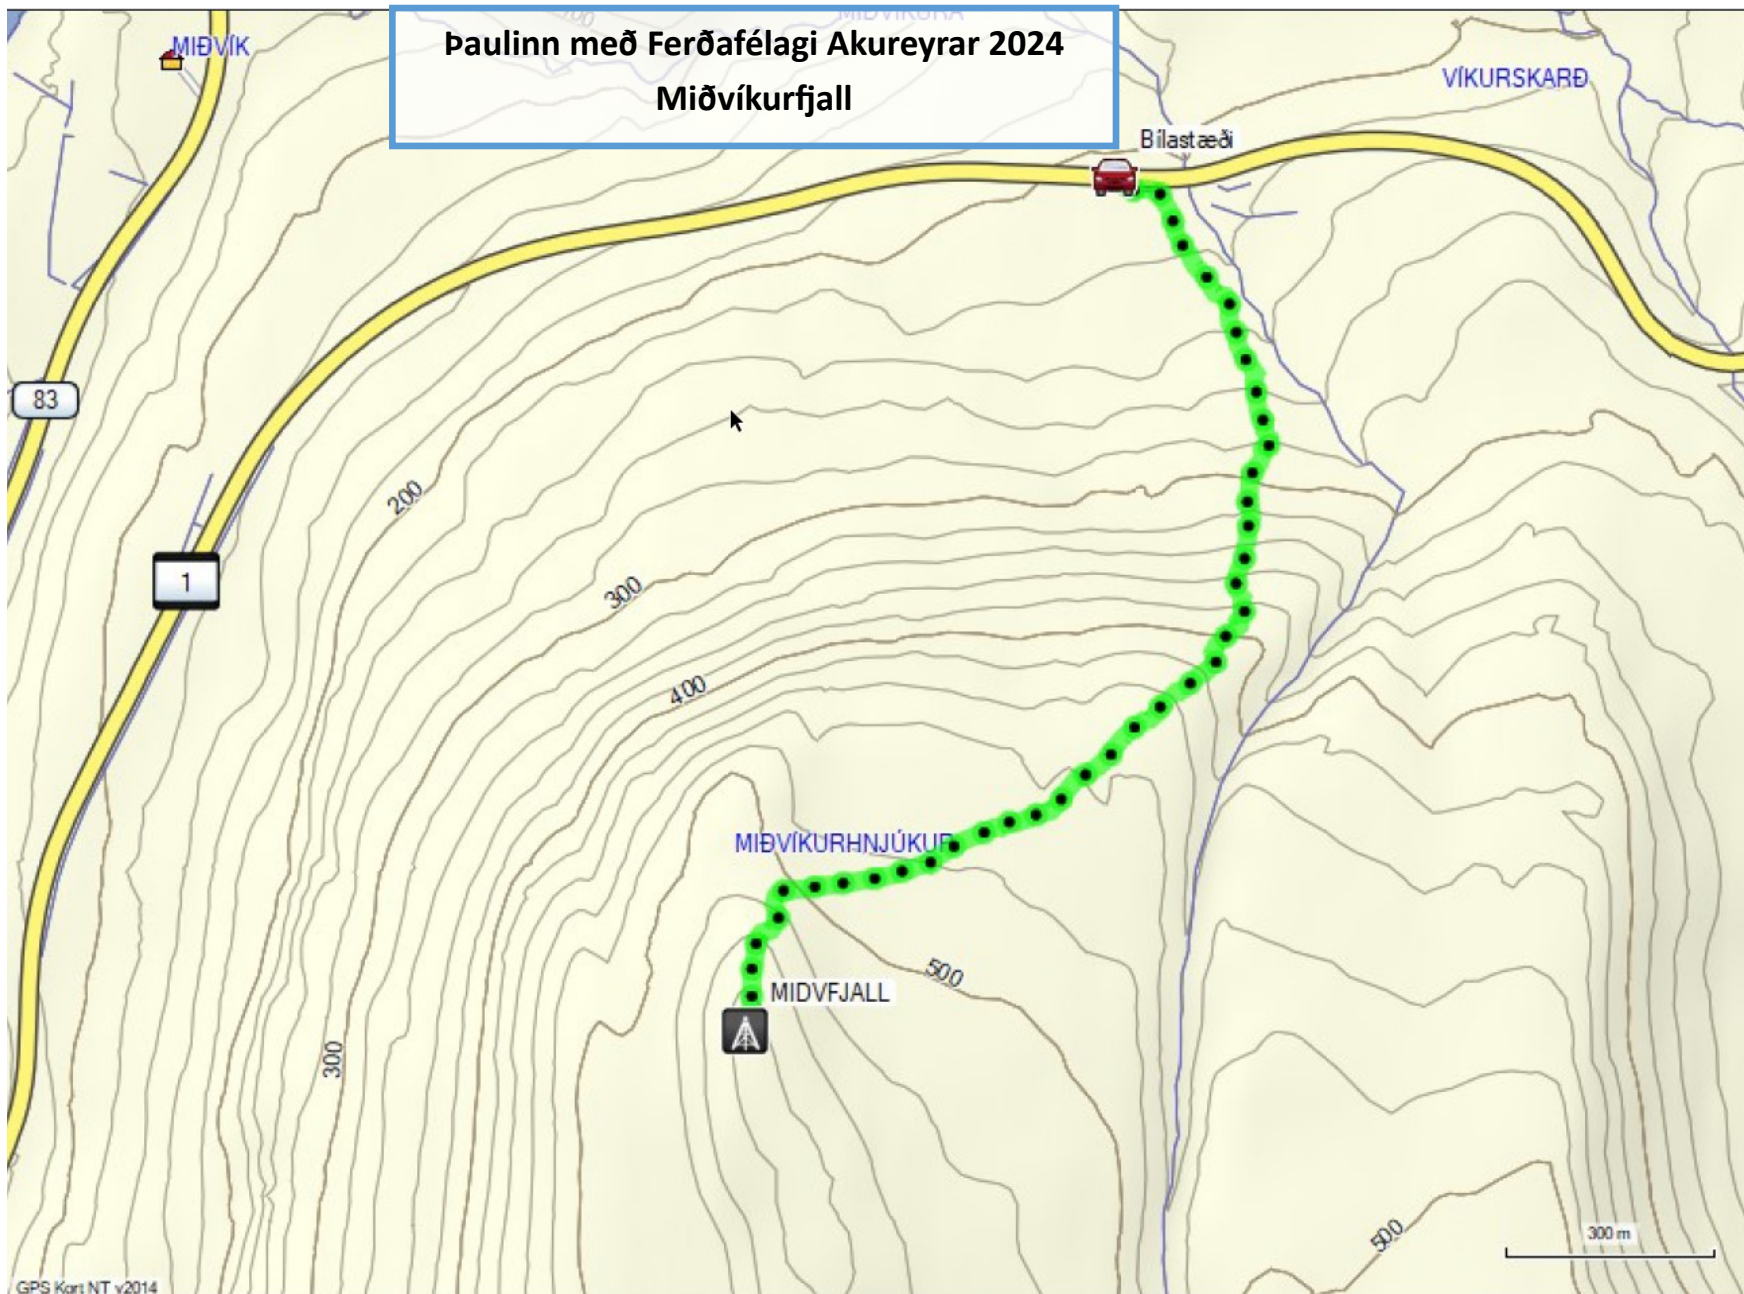 MIÐVÍKURÁ
Þaulinn með Ferðafélagi Akureyrar 2024
Miðvíkurfjall
MIÐVÍK
VÍKURSKARÐ
Bílastæði
83
200
1
300
400
MIÐVÍKURHNJÚKUR
500
MIDVFJALL
300
500
300 m
GPS Kort NT v2014